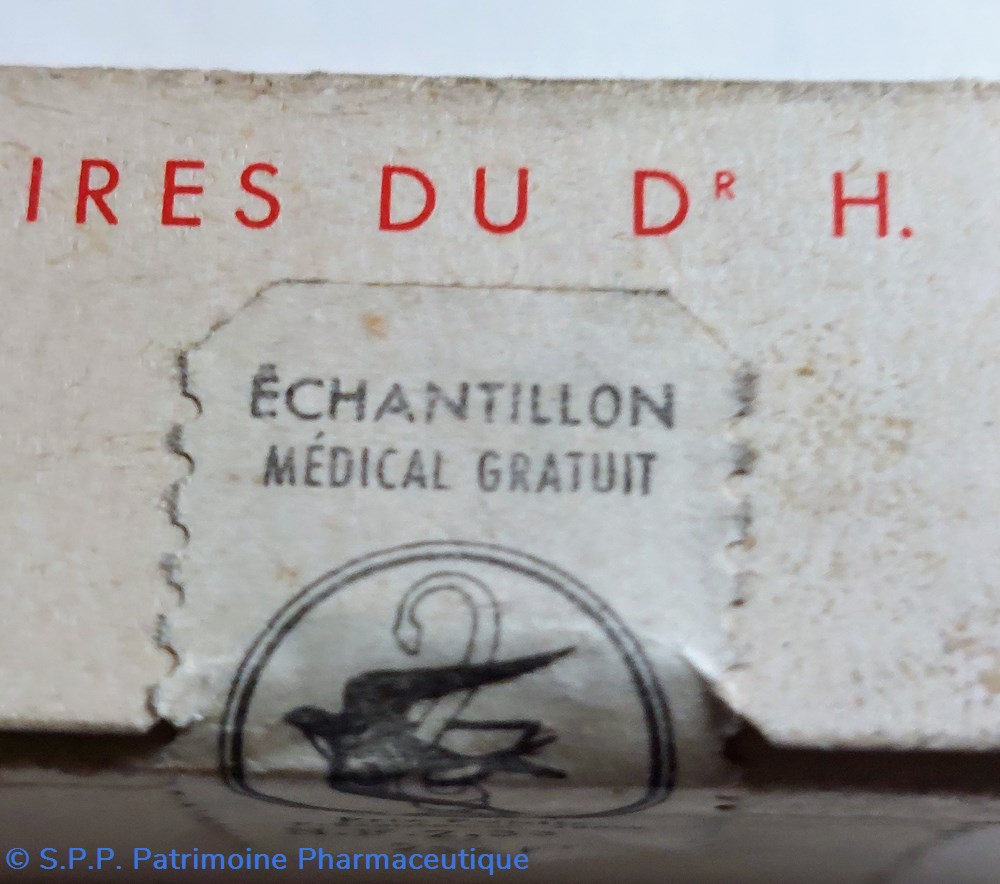 IRES DU DR H.
ÉCHANTILLON
MÉDICAL GRATUIT
© S.P.P. Patrimoine Pharmaceutique